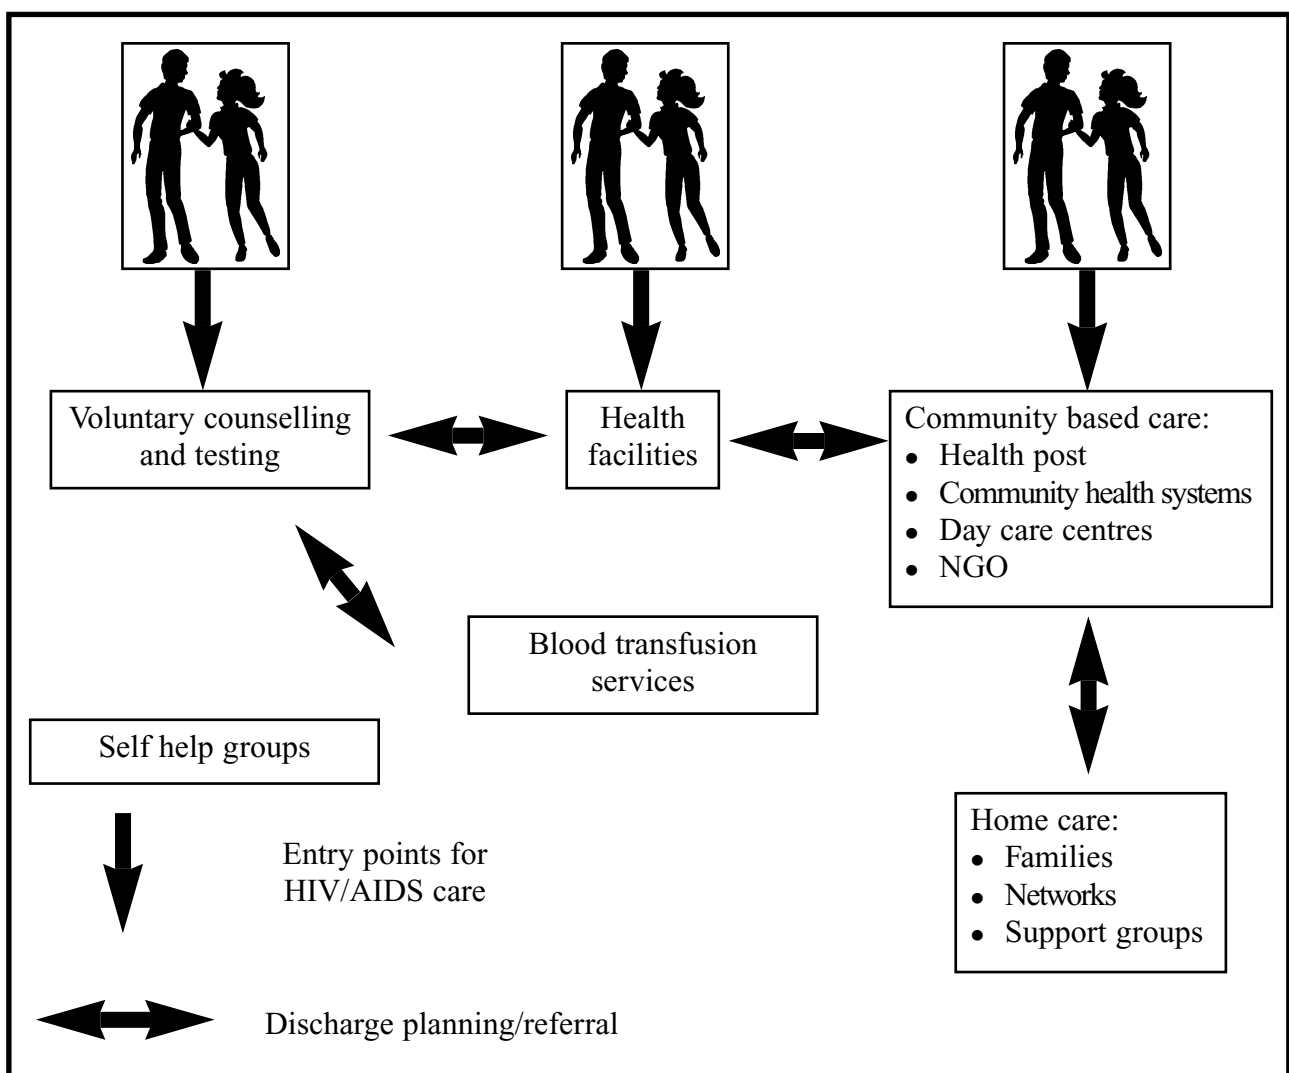 Voluntary counselling
and testing
Health
facilities
Community based care:
• Health post
• Community health systems
• Day care centres
• NGO
Blood transfusion
services
Self help groups
Home care:
• Families
• Networks
• Support groups
Entry points for
HIV/AIDS care
Discharge planning/referral